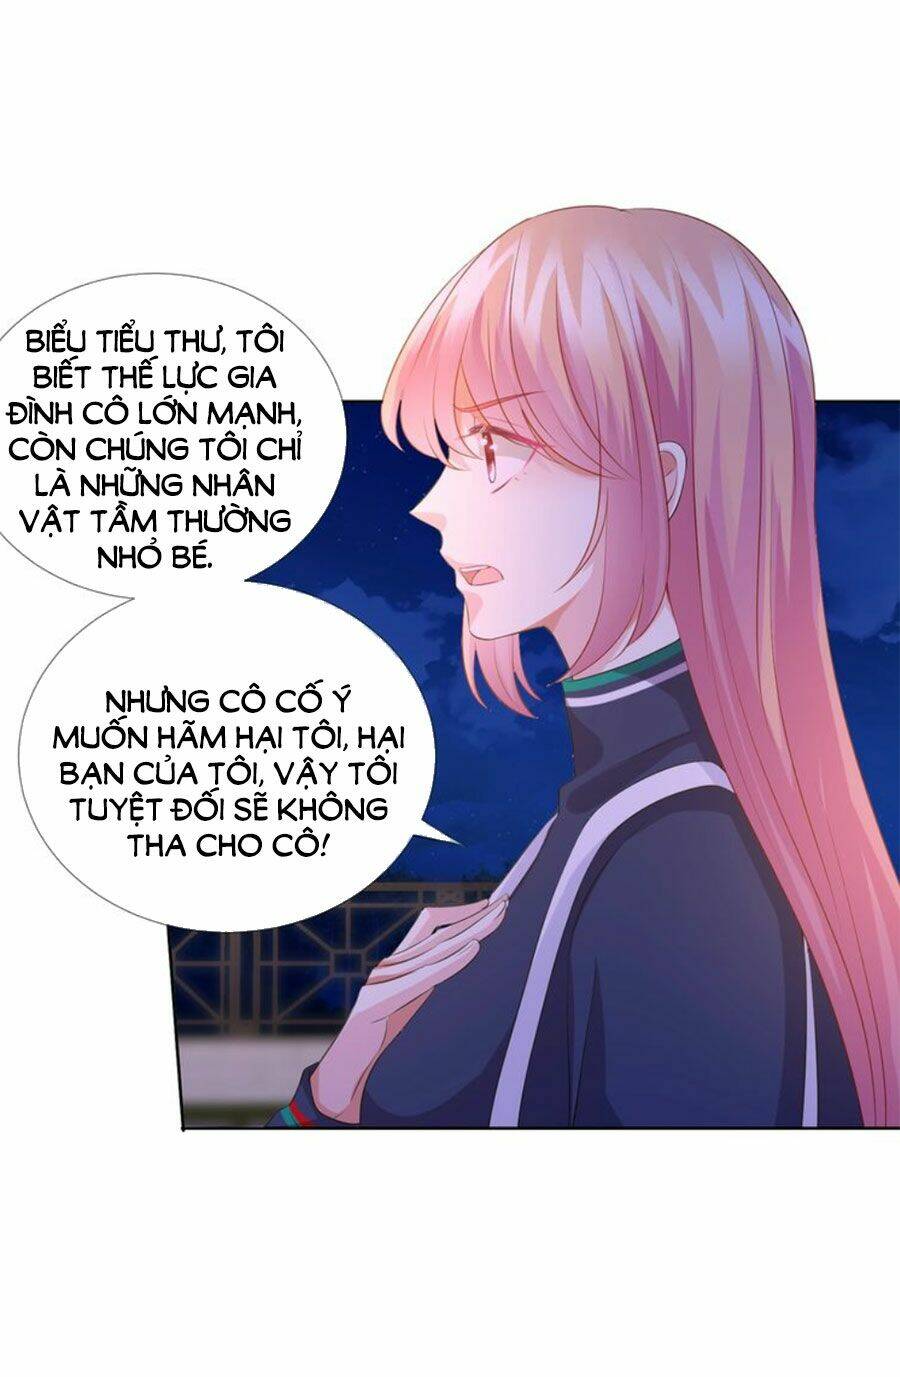 BIỂU TIỂU THƯ, TÔI
BIẾT THẾ LỰC GIA
ĐÌNH CÔ LỚN MẠNH,
CÒN CHÚNG TÔI CHỈ
LÀ NHỮNG NHÂN
VẬT TẦM THƯỜNG
NHỎ BÉ.
NHƯNG CÔ CỐ Ý
MUỐN HÃM HẠI TÔI, HẠI
BẠN CỦA TÔI, VẬY TÔI
TUYỆT ĐỐI SẼ KHÔNG
THA CHO CÔ!